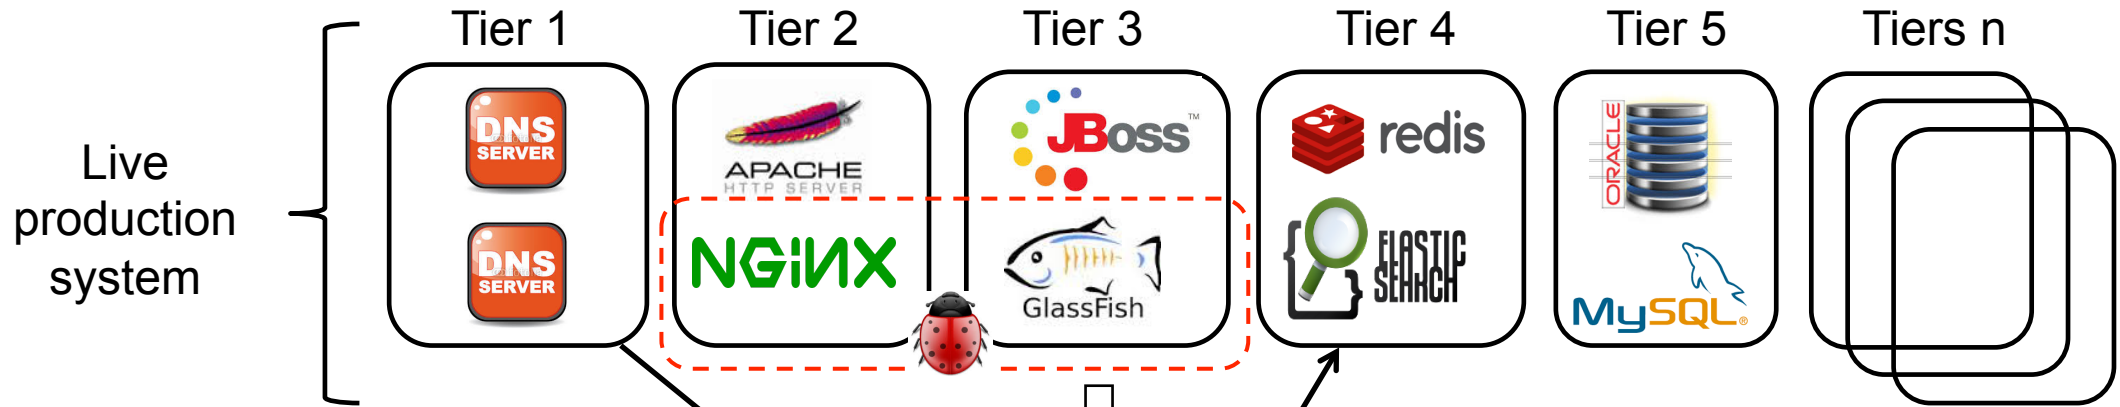 Tier 1
Tier 2
Tier 3
Tier 4
Tier 5
Tiers n
Live
production
system
DNS
SERVER
DNS
SERVER
APACHE
HTTP SERVER
NGiNX
JBoss™
GlassFish
redis
ELASTIC
SEARCH
ORACLE
MySQL®